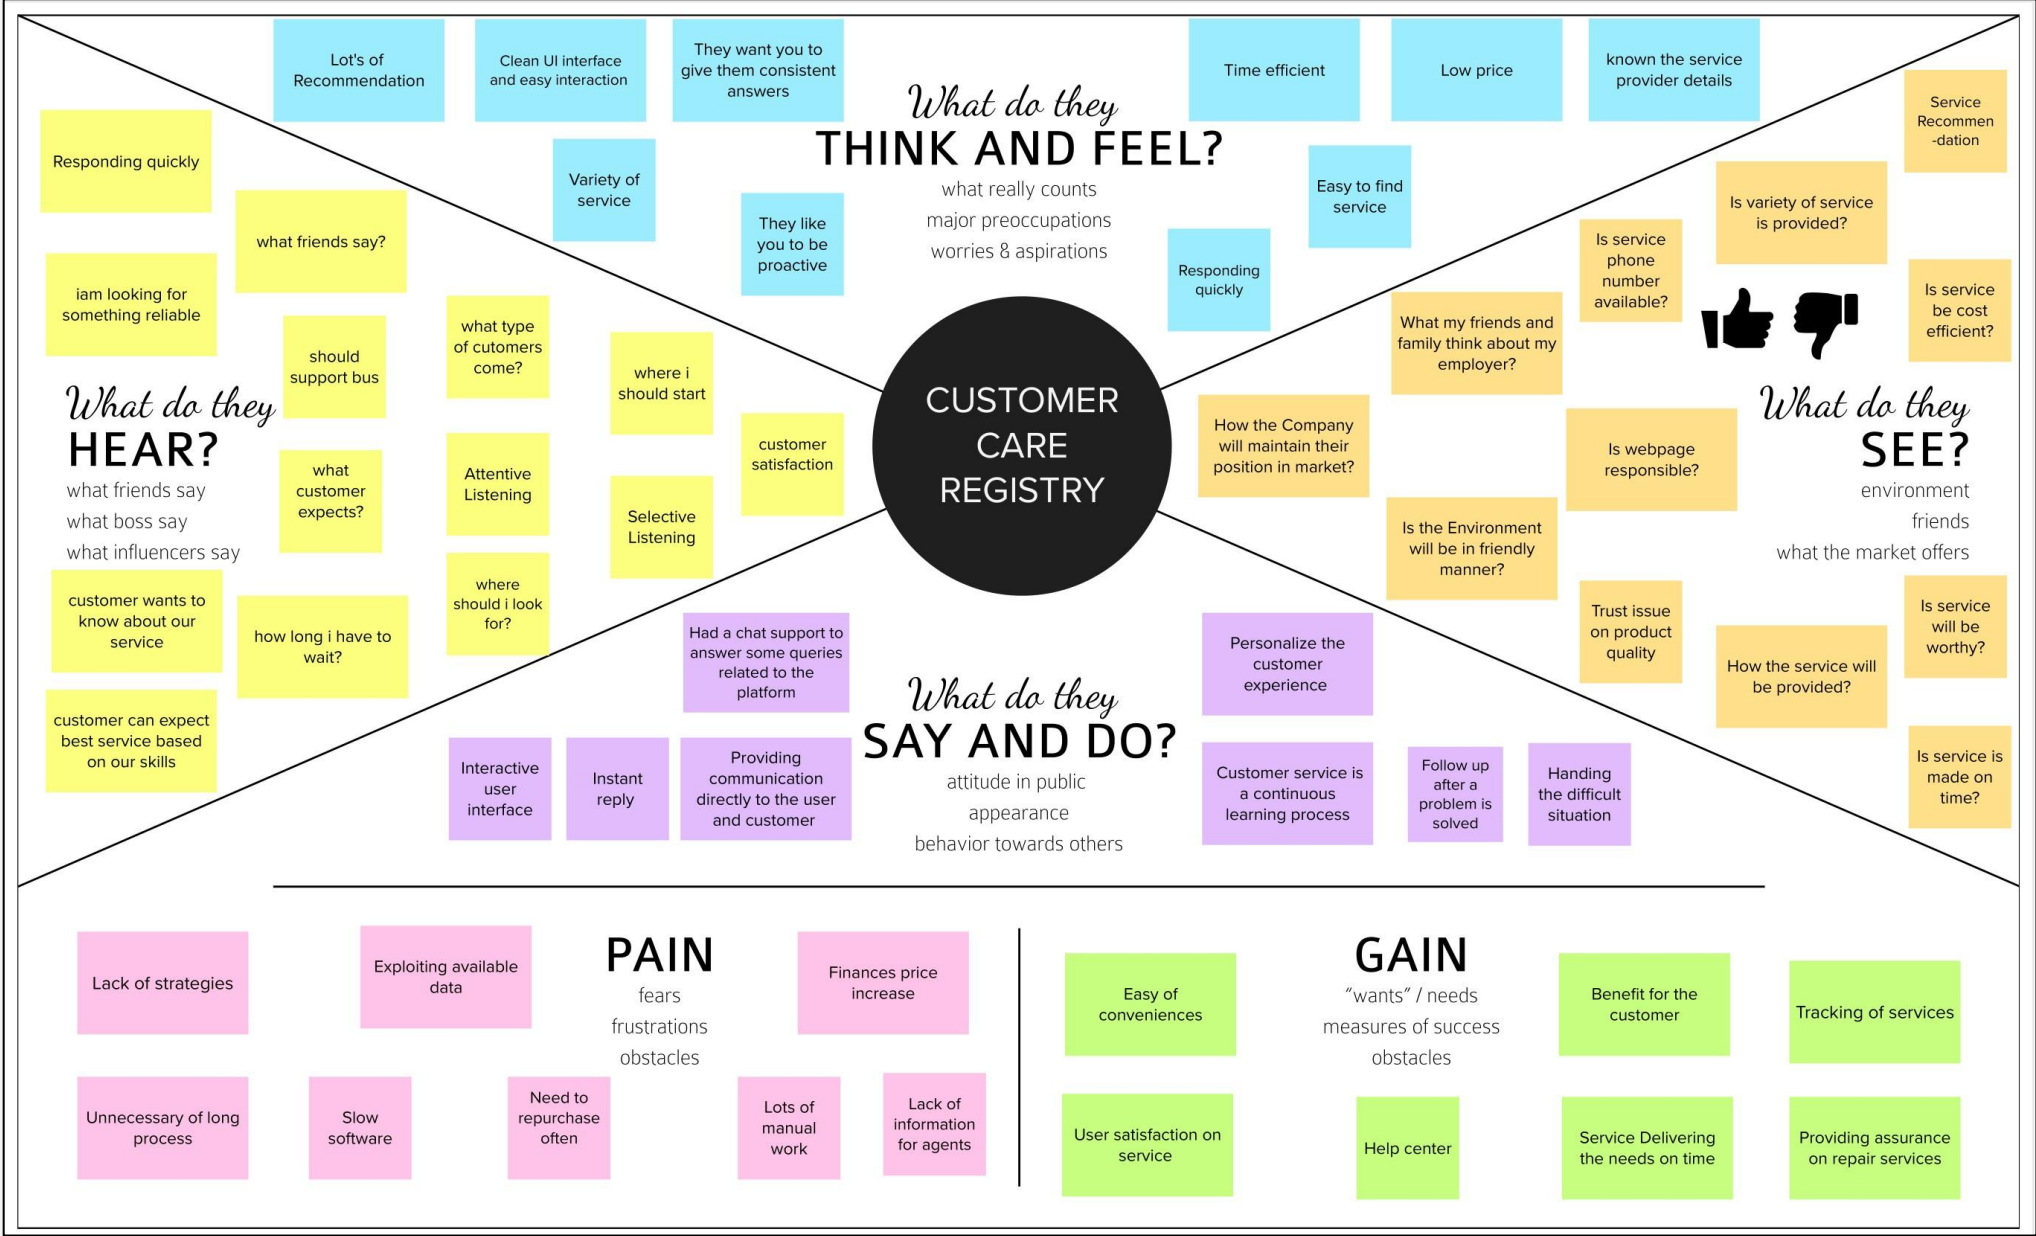 Lot's of
Recommendation
Clean UI interface
and easy interaction
They want you to
give them consistent
answers
Variety of
service
They like
you to be
proactive
What do they
THINK AND FEEL?
what really counts
major preoccupations
worries & aspirations
Time efficient
Low price
known the service
provider details
Easy to find
service
Responding
quickly
Responding quickly
what friends say?
iam looking for
something reliable
should
support bus
what type
of cutomers
come?
where i
should start
customer
satisfaction
What do they
HEAR?
what friends say
what boss say
what influencers say
what
customer
expects?
Attentive
Listening
Selective
Listening
where
should i look
for?
customer wants to
know about our
service
how long i have to
wait?
customer can expect
best service based
on our skills
CUSTOMER
CARE
REGISTRY
Service
Recommen
-dation
Is variety of service
is provided?
Is service
phone
number
available?
Is service
be cost
efficient?
What my friends and
family think about my
employer?
How the Company
will maintain their
position in market?
Is webpage
responsible?
What do they
SEE?
environment
friends
what the market offers
Is the Environment
will be in friendly
manner?
Trust issue
on product
quality
How the service will
be provided?
Is service
will be
worthy?
Is service is
made on
time?
Had a chat support to
answer some queries
related to the
platform
Interactive
user
interface
Instant
reply
Providing
communication
directly to the user
and customer
What do they
SAY AND DO?
attitude in public
appearance
behavior towards others
Personalize the
customer
experience
Customer service is
a continuous
learning process
Follow up
after a
problem is
solved
Handing
the difficult
situation
Lack of strategies
Exploiting available
data
PAIN
fears
frustrations
obstacles
Finances price
increase
Unnecessary of long
process
Slow
software
Need to
repurchase
often
Lots of
manual
work
Lack of
information
for agents
Easy of
conveniences
GAIN
“wants” / needs
measures of success
obstacles
Benefit for the
customer
Tracking of services
User satisfaction on
service
Help center
Service Delivering
the needs on time
Providing assurance
on repair services